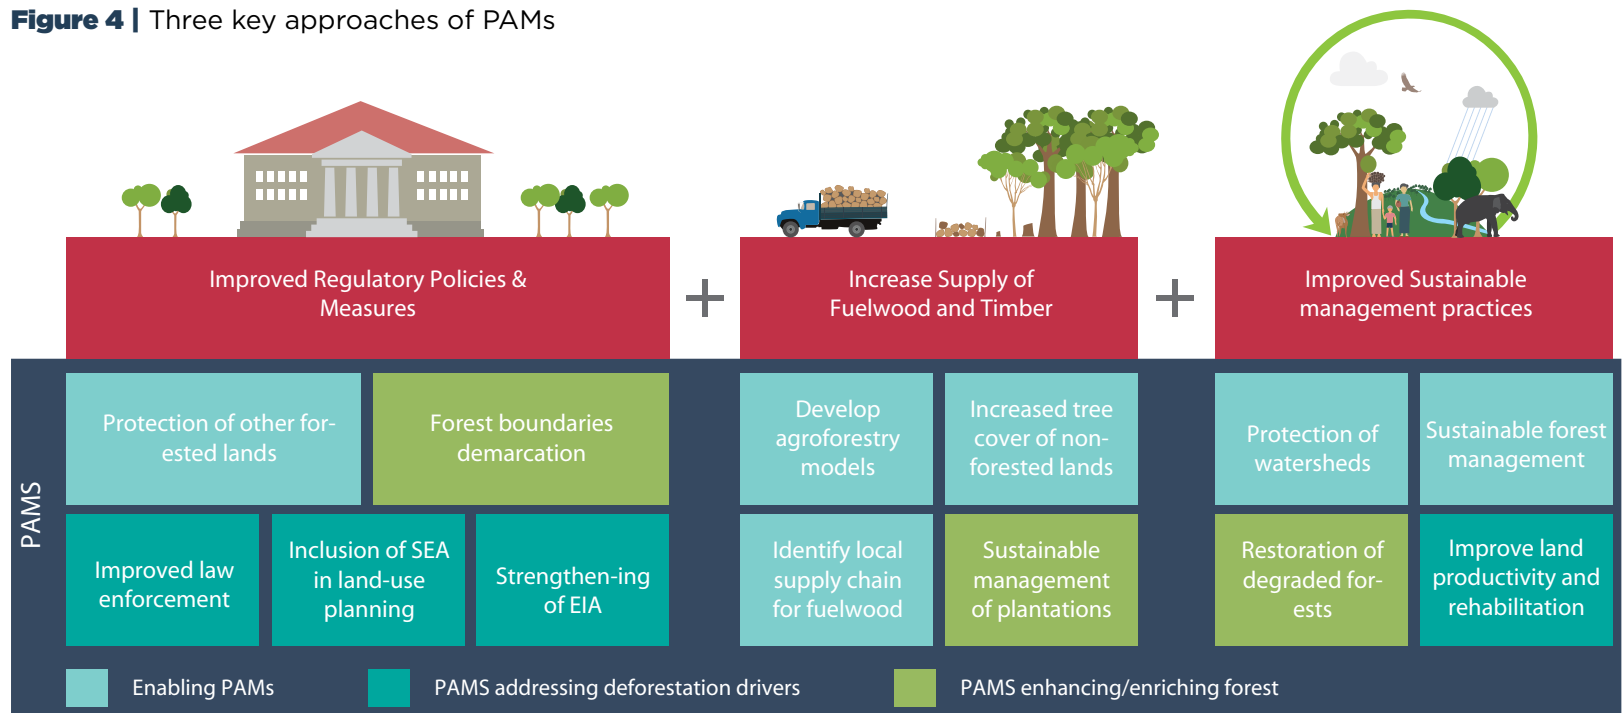 Figure 4 | Three key approaches of PAMs
Improved Regulatory Policies &
Measures
Increase Supply of
Fuelwood and Timber
Improved Sustainable
management practices
PAMS
Protection of other for-
ested lands
Forest boundaries
demarcation
Improved law
enforcement
Inclusion of SEA
in land-use
planning
Strengthen-ing
of EIA
Develop
agroforestry
models
Increased tree
cover of non-
forested lands
Identify local
supply chain
for fuelwood
Sustainable
management
of plantations
Protection of
watersheds
Sustainable forest
management
Restoration of
degraded for-
ests
Improve land
productivity and
rehabilitation
Enabling PAMs
PAMS addressing deforestation drivers
PAMS enhancing/enriching forest